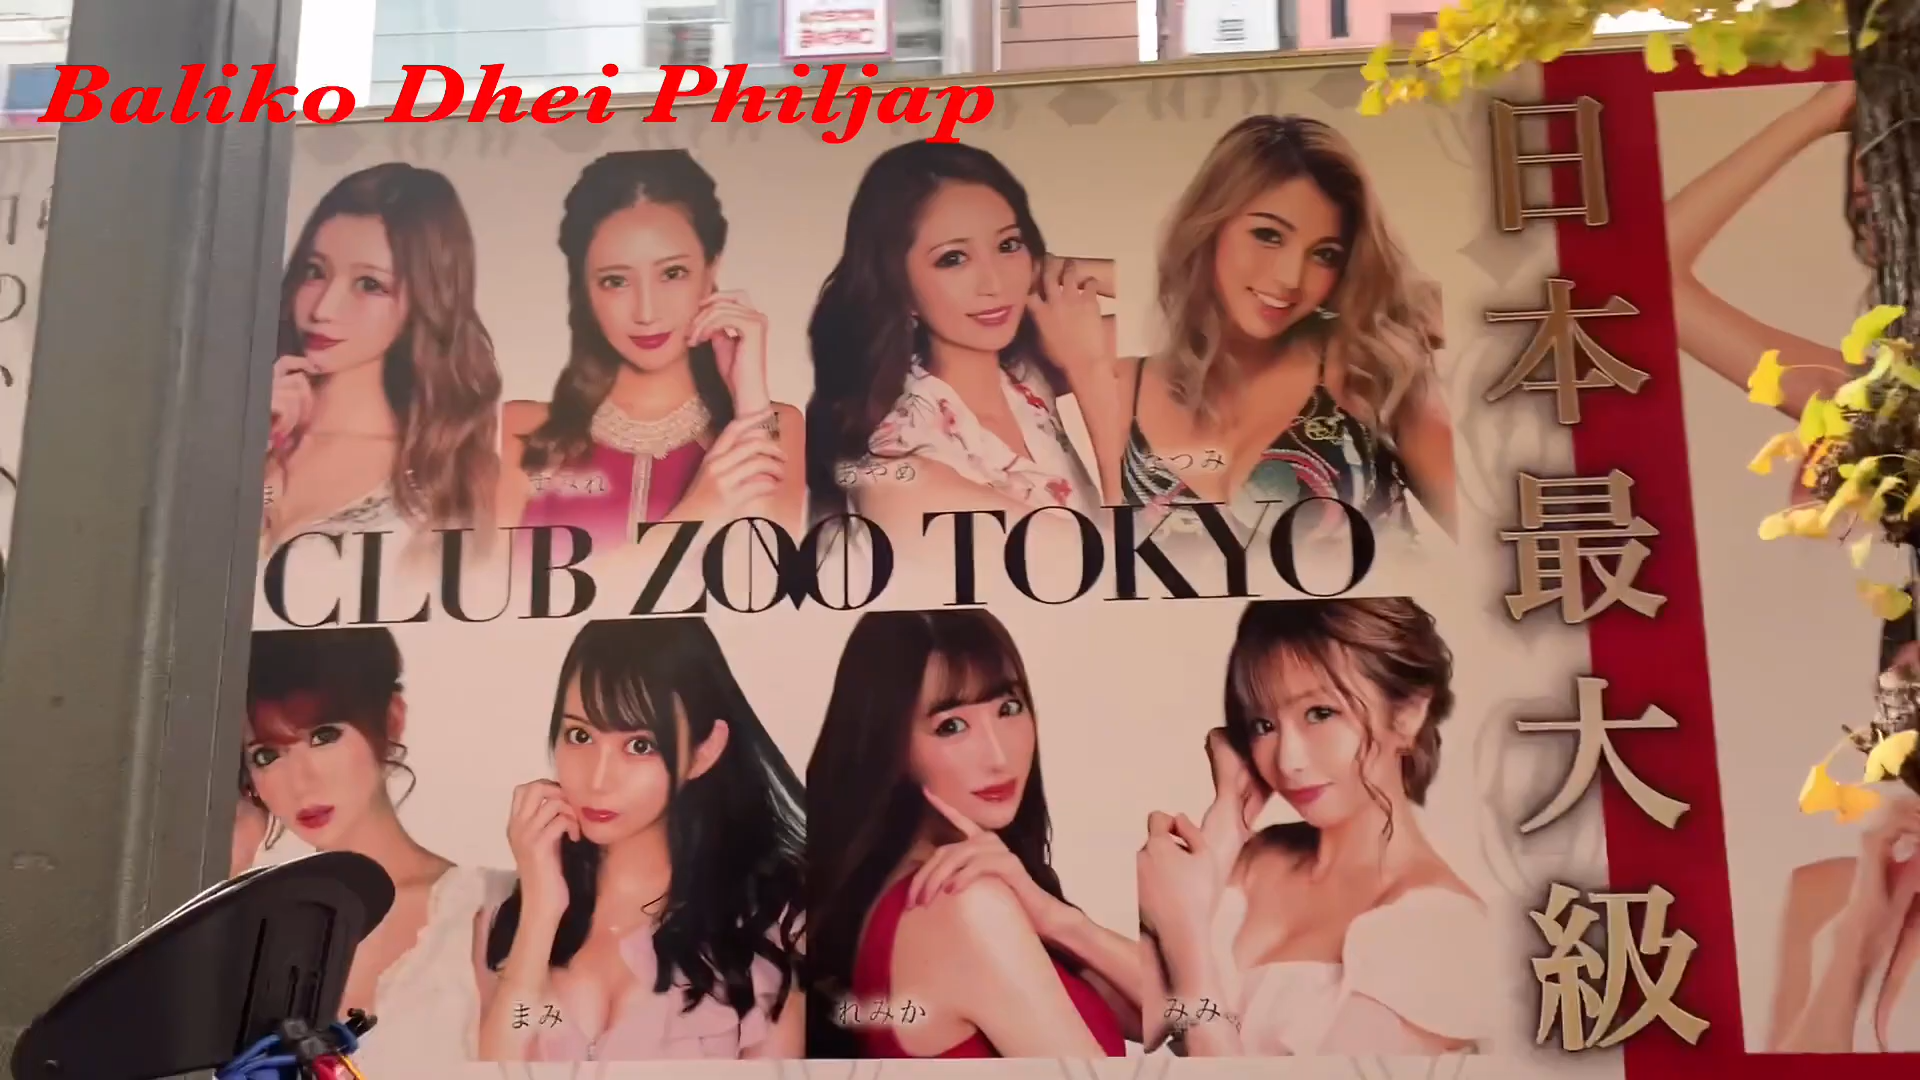 Baliko Dhei Philjap
すみれ
あやめ
なつみ
CLUB ZOO TOKYO
まみ
れみか
みみ
日本最大級